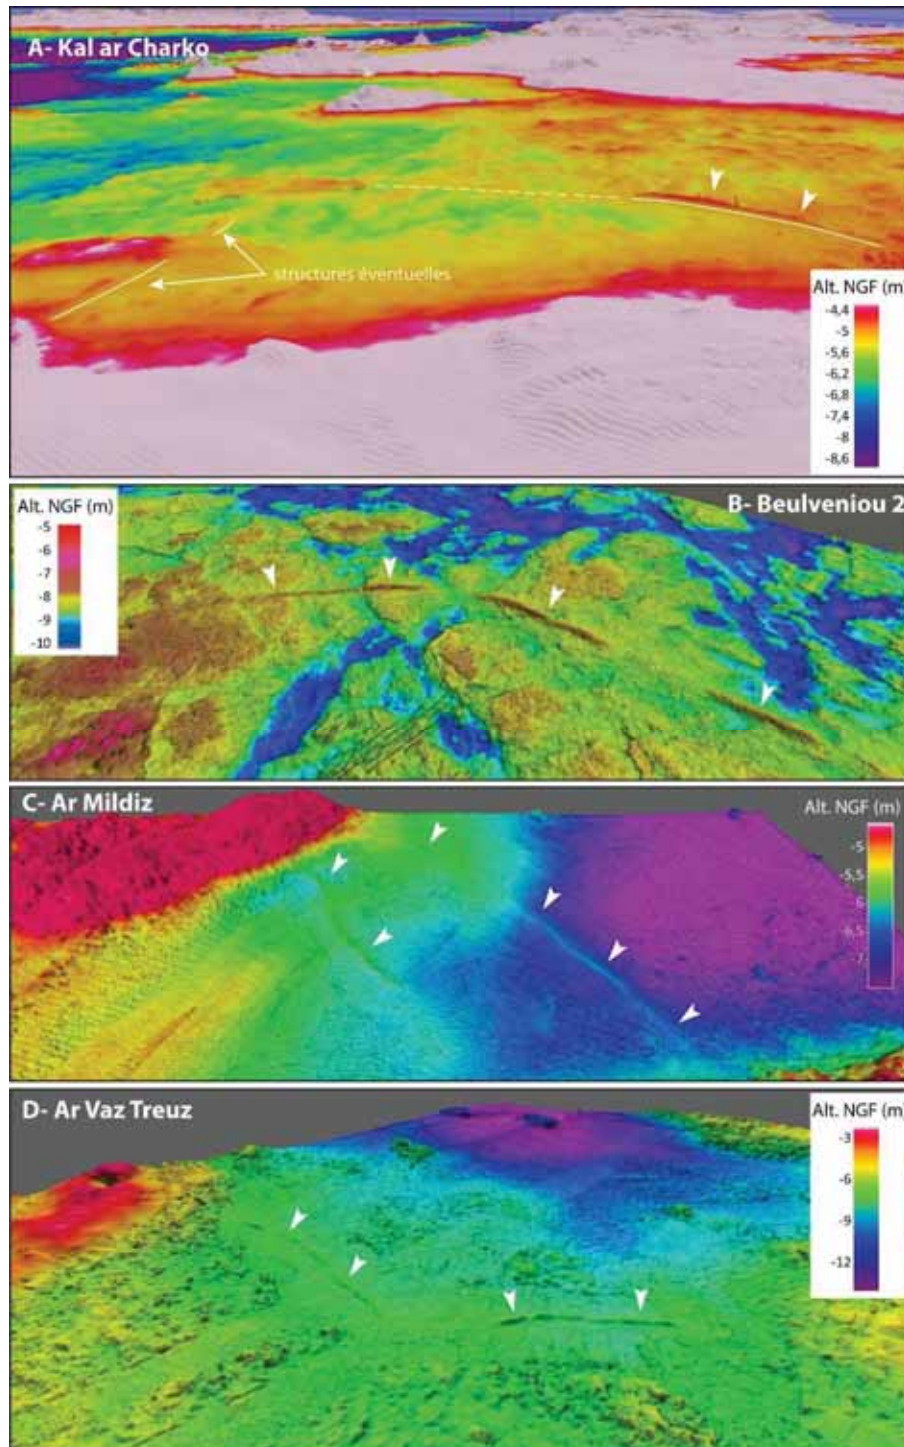 A- Kal ar Charko
structures éventuelles
Alt. NGF (m)
-4,4
-5
-5,6
-6,2
-6,8
-7,4
-8
-8,6
Alt. NGF (m)
-5
-6
-7
-8
-9
-10
B- Beulveniou 2
C- Ar Mildiz
Alt. NGF (m)
-5
-5,5
6
6,5
7
D- Ar Vaz Treuz
Alt. NGF (m)
-3
-6
-9
-12